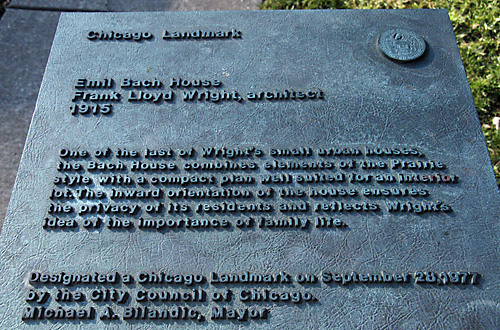 Chicago Landmark
Emil Bach House
Frank Lloyd Wright, architect
1915
One of the last of Wright's small urban houses,
the Bach House combines elements of the Prairie
style with a compact plan well suited for an interior
lot. The inward orientation of the house ensures
the privacy of its residents and reflects Wright's
idea of the importance of family life.
Designated a Chicago Landmark on September 28, 1977
by the City Council of Chicago.
Michael A. Bilandic, Mayor